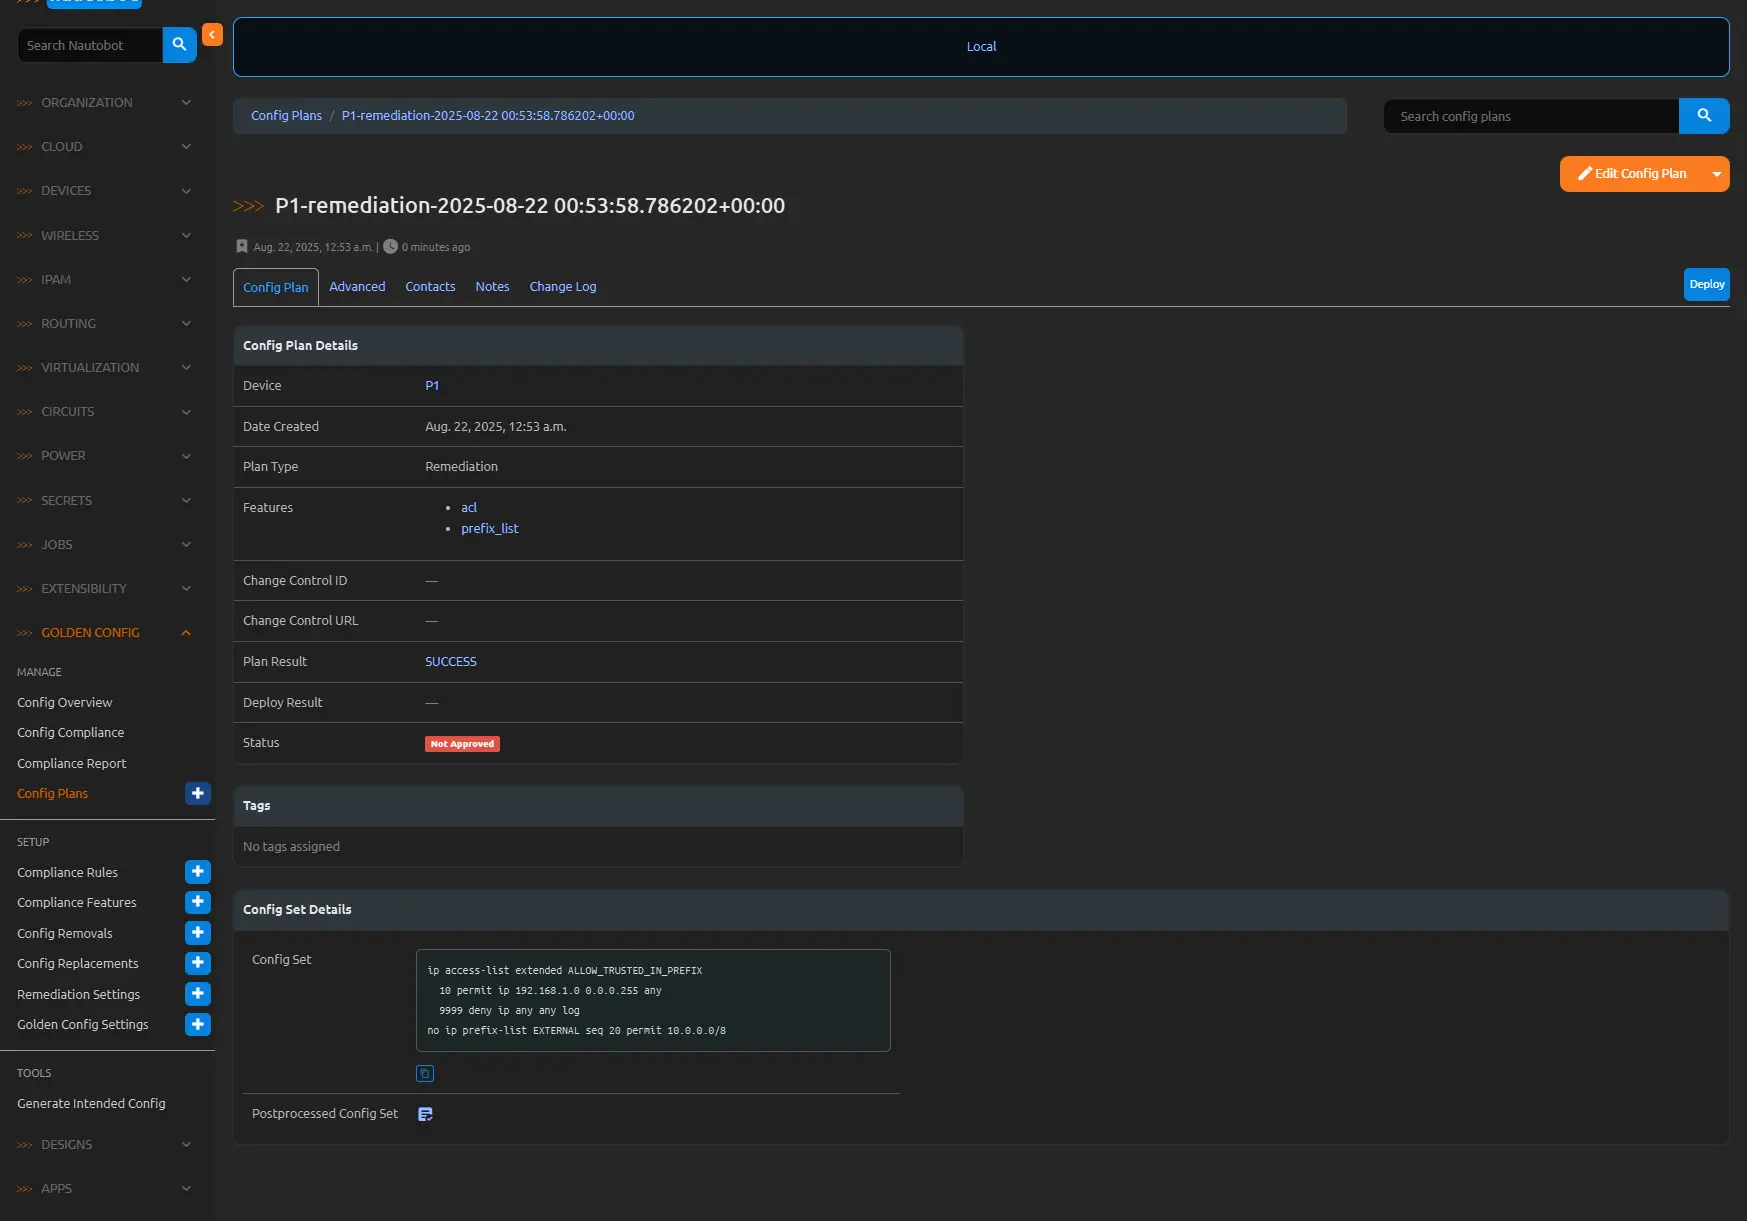 Search Nautobot
>>> ORGANIZATION
>>> CLOUD
>>> DEVICES
>>> WIRELESS
>>> IPAM
>>> ROUTING
>>> VIRTUALIZATION
>>> CIRCUITS
>>> POWER
>>> SECRETS
>>> JOBS
>>> EXTENSIBILITY
>>> GOLDEN CONFIG
MANAGE
Config Overview
Config Compliance
Compliance Report
Config Plans
SETUP
Compliance Rules
Compliance Features
Config Removals
Config Replacements
Remediation Settings
Golden Config Settings
TOOLS
Generate Intended Config
>>> DESIGNS
>>> APPS
Local
Config Plans / P1-remediation-2025-08-22 00:53:58.786202+00:00
Search config plans
Edit Config Plan
>>> P1-remediation-2025-08-22 00:53:58.786202+00:00
Aug. 22, 2025, 12:53 a.m. | 0 minutes ago
Config Plan Advanced Contacts Notes Change Log
Deploy
Config Plan Details
Device P1
Date Created Aug. 22, 2025, 12:53 a.m.
Plan Type Remediation
Features • acl
• prefix_list
Change Control ID —
Change Control URL —
Plan Result SUCCESS
Deploy Result —
Status Not Approved
Tags
No tags assigned
Config Set Details
Config Set
ip access-list extended ALLOW_TRUSTED_IN_PREFIX
10 permit ip 192.168.1.0 0.0.0.255 any
9999 deny ip any any log
no ip prefix-list EXTERNAL seq 20 permit 10.0.0.0/8
Postprocessed Config Set